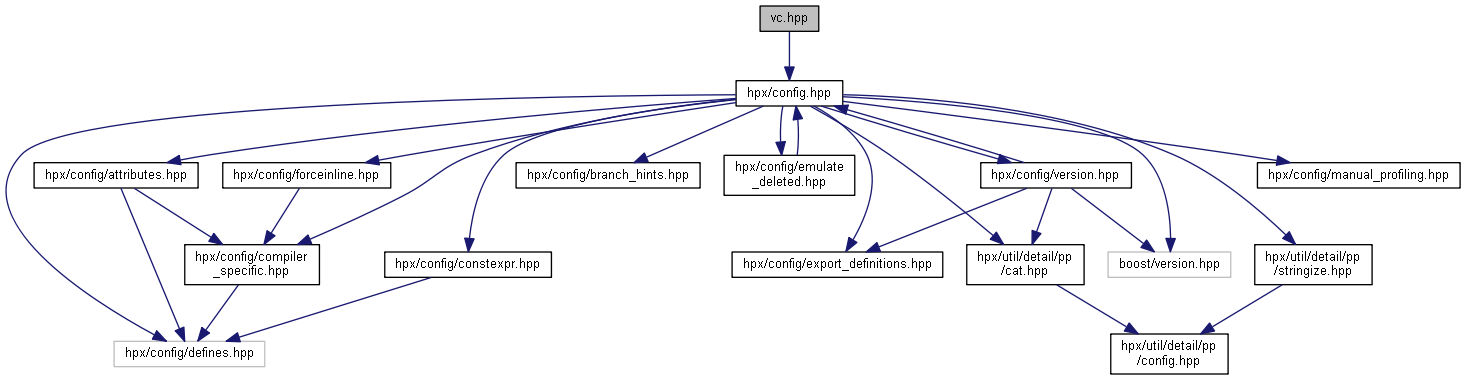 vc.hpp
hpx/config.hpp
hpx/config/attributes.hpp
hpx/config/forceinline.hpp
hpx/config/branch_hints.hpp
hpx/config/emulate
_deleted.hpp
hpx/config/version.hpp
hpx/config/manual_profiling.hpp
hpx/config/compiler
_specific.hpp
hpx/config/constexpr.hpp
hpx/config/export_definitions.hpp
hpx/util/detail/pp
/cat.hpp
boost/version.hpp
hpx/util/detail/pp
/stringize.hpp
hpx/config/defines.hpp
hpx/util/detail/pp
/config.hpp